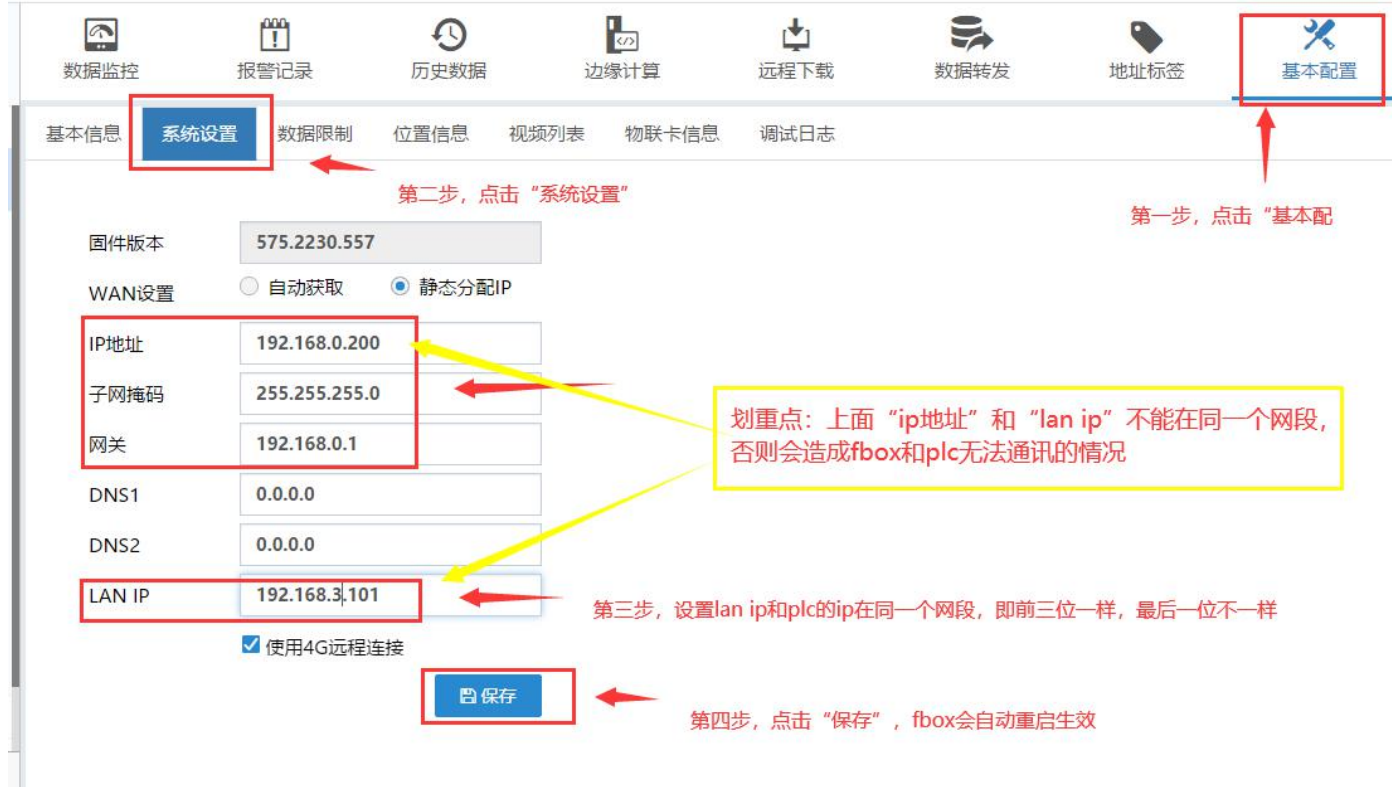 数据监控 报警记录 历史数据 边缘计算 远程下载 数据转发 地址标签 基本配置
基本信息 系统设置 数据限制 位置信息 视频列表 物联卡信息 调试日志
第二步，点击“系统设置”
第一步，点击“基本配
固件版本 575.2230.557
WAN设置 自动获取 静态分配IP
IP地址 192.168.0.200
子网掩码 255.255.255.0
网关 192.168.0.1
划重点：上面“ip地址”和“lan ip”不能在同一个网段，
否则会造成fbox和plc无法通讯的情况
DNS1 0.0.0.0
DNS2 0.0.0.0
LAN IP 192.168.3.101
第三步，设置lan ip和plc的ip在同一个网段，即前三位一样，最后一位不一样
使用4G远程连接
保存
第四步，点击“保存”，fbox会自动重启生效